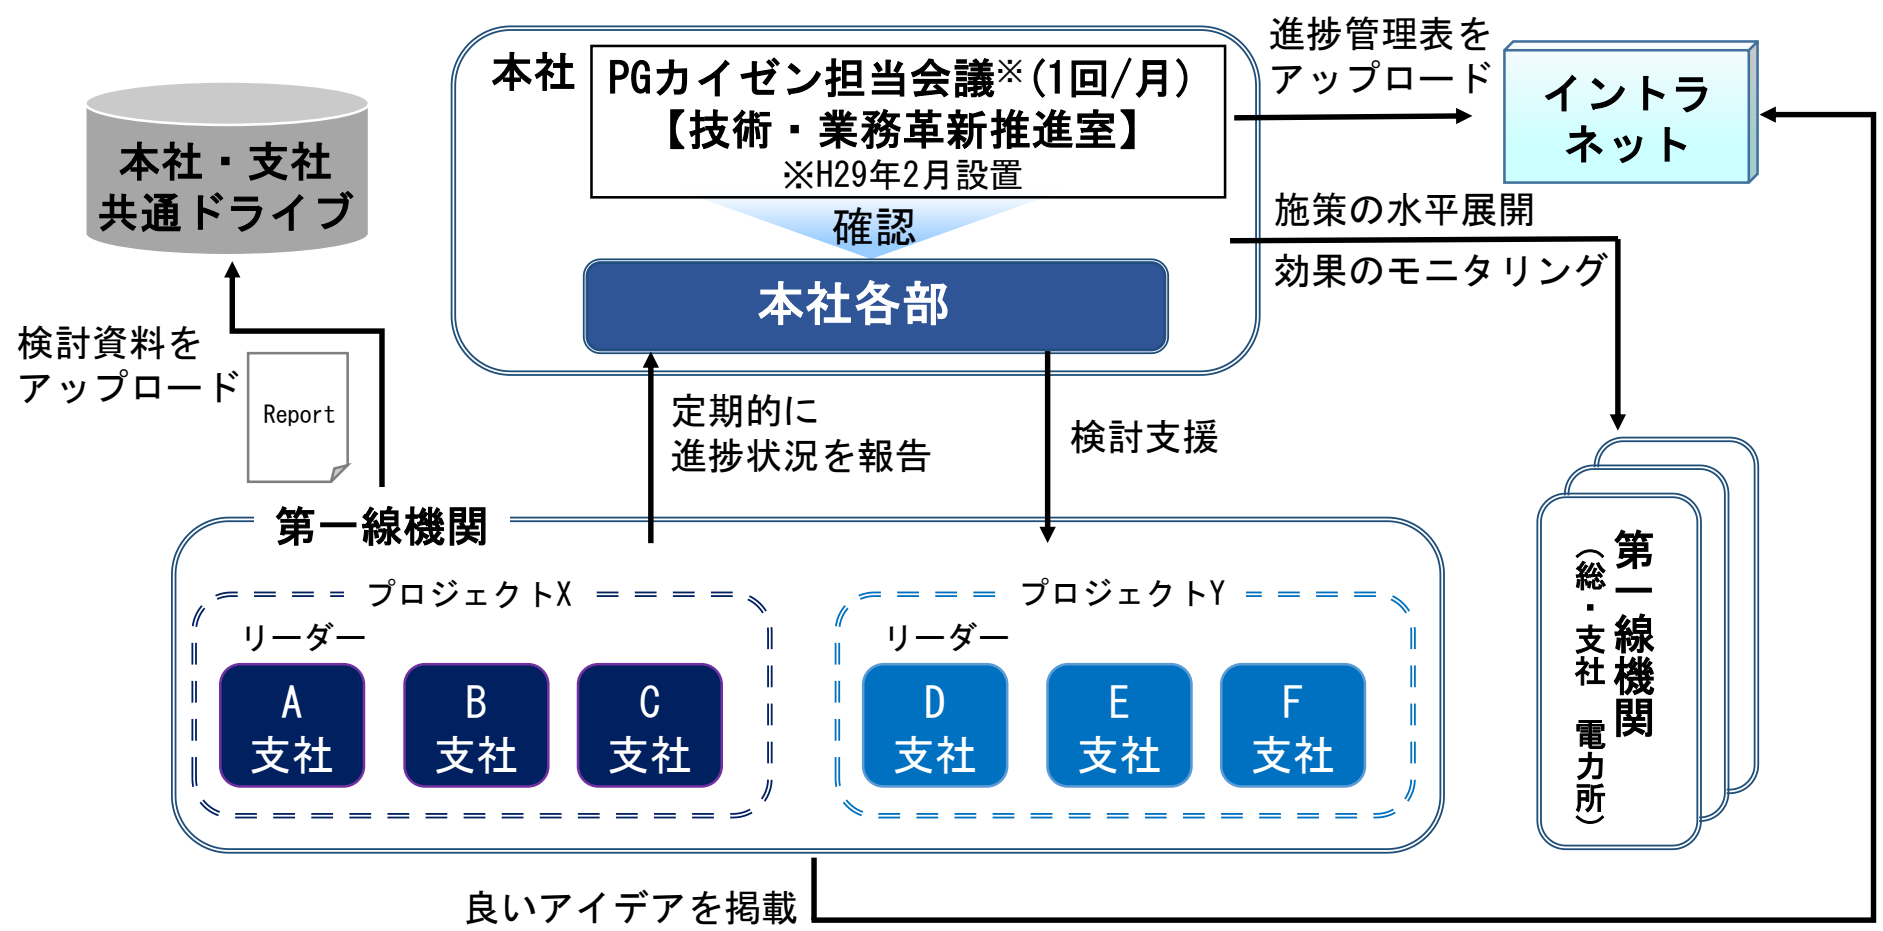 本社
PGカイゼン担当会議※(1回/月)
【技術・業務革新推進室】
※H29年2月設置
確認
本社各部
進捗管理表を
アップロード
イントラ
ネット
施策の水平展開
効果のモニタリング
本社・支社
共通ドライブ
検討資料を
アップロード
Report
定期的に
進捗状況を報告
検討支援
第一線機関
プロジェクトX
リーダー
A
支社
B
支社
C
支社
プロジェクトY
リーダー
D
支社
E
支社
F
支社
第一線機関
(総・支社 電力所)
良いアイデアを掲載